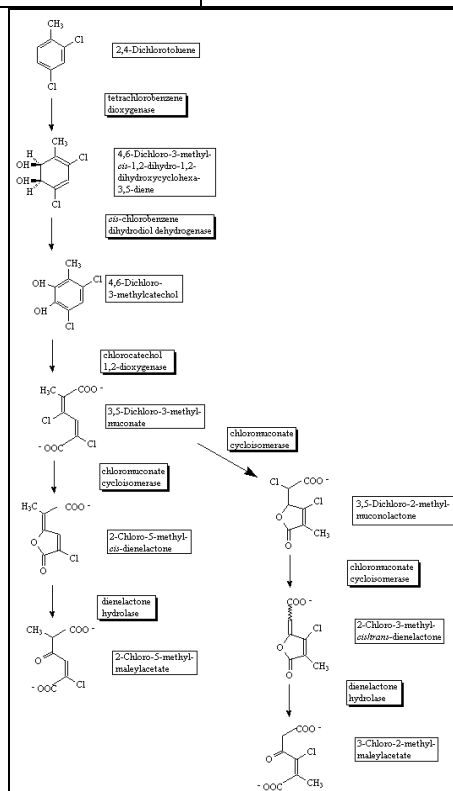 CH3
Cl
Cl
2,4-Dichlorotoluene
tetrachlorobenzene
dioxygenase
CH3
H
OH
Cl
OH
H
Cl
4,6-Dichloro-3-methyl-
cis-1,2-dihydro-1,2-
dihydroxycyclohexa-
3,5-diene
cis-chlorobenzene
dihydrodiol dehydrogenase
CH3
OH
Cl
OH
Cl
4,6-Dichloro-
3-methylcatechol
chlorocatechol
1,2-dioxygenase
H3C
COO -
Cl
Cl
- OOC
3,5-Dichloro-3-methyl-
muconate
chloromuconate
cycloisomerase
chloromuconate
cycloisomerase
H3C
COO -
O
Cl
O
2-Chloro-5-methyl-
cis-dienelactone
Cl
COO -
Cl
O
CH3
O
3,5-Dichloro-2-methyl-
muconolactone
chloromuconate
cycloisomerase
dienelactone
hydrolase
CH3
COO -
O
Cl
- OOC
2-Chloro-5-methyl-
maleylacetate
COO -
Cl
O
CH3
O
2-Chloro-3-methyl-
cis/trans-dienelactone
dienelactone
hydrolase
COO -
O
Cl
- OOC
CH3
3-Chloro-2-methyl-
maleylacetate